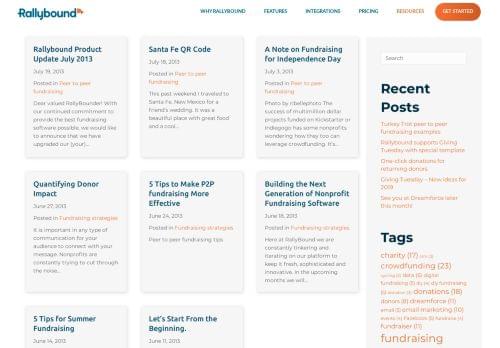 Rallybound
WHY RALLYBOUND
FEATURES
INTEGRATIONS
PRICING
RESOURCES
GET STARTED
Rallybound Product
Update July 2013
July 19, 2013
Posted in Peer to peer
fundraising
Dear valued RallyBounders! With
our continued commitment to
provide the best fundraising
software possible, we would like
to announce that we have
upgraded our (your)...
Santa Fe QR Code
July 18, 2013
Posted in Peer to peer
fundraising
This past weekend I traveled to
Santa Fe, New Mexico for a
friend's wedding. It was a
beautiful place with great food
and a cool...
A Note on Fundraising
for Independence Day
July 3, 2013
Posted in Peer to peer
fundraising
Photo by nbellephoto The
success of multimillion dollar
projects funded on Kickstarter or
Indiegogo has some nonprofits
wondering how they too can
leverage crowdfunding. It's...
Quantifying Donor
Impact
June 27, 2013
Posted in Fundraising strategies
It is important in any type of
communication for your
audience to connect with your
message. Nonprofits are
constantly trying to cut through
the noise...
5 Tips to Make P2P
fundraising More
Effective
June 24, 2013
Posted in Fundraising strategies
Peer to peer fundraising tips
Building the Next
Generation of Nonprofit
Fundraising Software
June 18, 2013
Posted in Fundraising strategies
Here at RallyBound we are
constantly tinkering and
iterating on our platform to
keep it fresh, sophisticated and
innovative. In the upcoming
months we will...
5 Tips for Summer
Fundraising
June 14, 2013
Let's Start From the
Beginning.
June 11, 2013
Search
Recent
Posts
Turkey Trot peer to peer
fundraising examples
Rallybound supports Giving
Tuesday with special template
One-click donations for
returning donors
Giving Tuesday – New ideas for
2019
See you at Dreamforce later
this month!
Tags
charity (17)
crowdfunding (23)
cycling data (5) digital
fundraising (5) diy (4) diy fundraising
(5) donation (3) donations (18)
donors (8) dreamforce (11)
email (5) email marketing (10)
events (4) Facebook (5) fundraise (4)
fundraiser (11)
fundraising